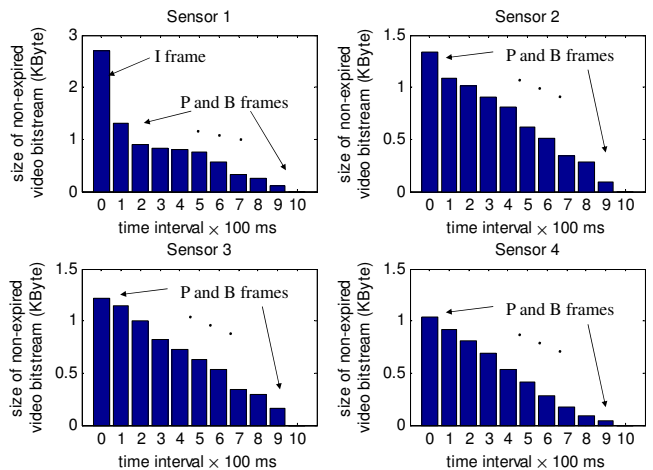 Sensor 1
size of non-expired
video bitstream (KByte)
3
2
1
0
I frame
P and B frames
0 1 2 3 4 5 6 7 8 9 10
time interval × 100 ms
Sensor 2
size of non-expired
video bitstream (KByte)
1.5
1
0.5
0
P and B frames
0 1 2 3 4 5 6 7 8 9 10
time interval × 100 ms
Sensor 3
size of non-expired
video bitstream (KByte)
1.5
1
0.5
0
P and B frames
0 1 2 3 4 5 6 7 8 9 10
time interval × 100 ms
Sensor 4
size of non-expired
video bitstream (KByte)
1.5
1
0.5
0
P and B frames
0 1 2 3 4 5 6 7 8 9 10
time interval × 100 ms